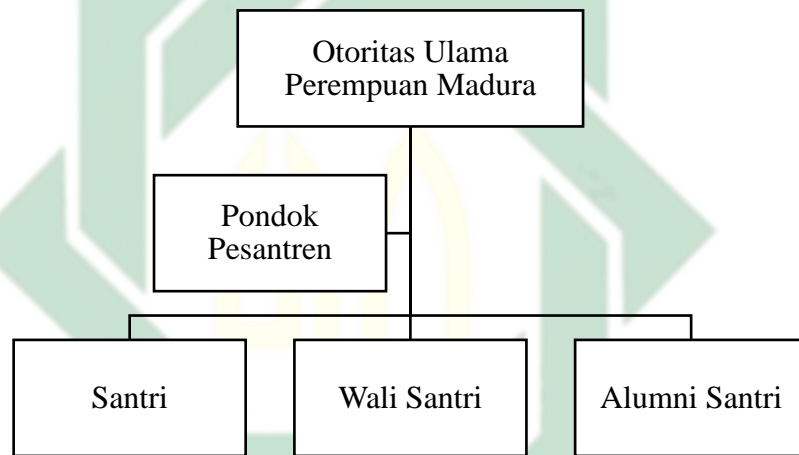 Otoritas Ulama
Perempuan Madura
Pondok
Pesantren
Santri
Wali Santri
Alumni Santri